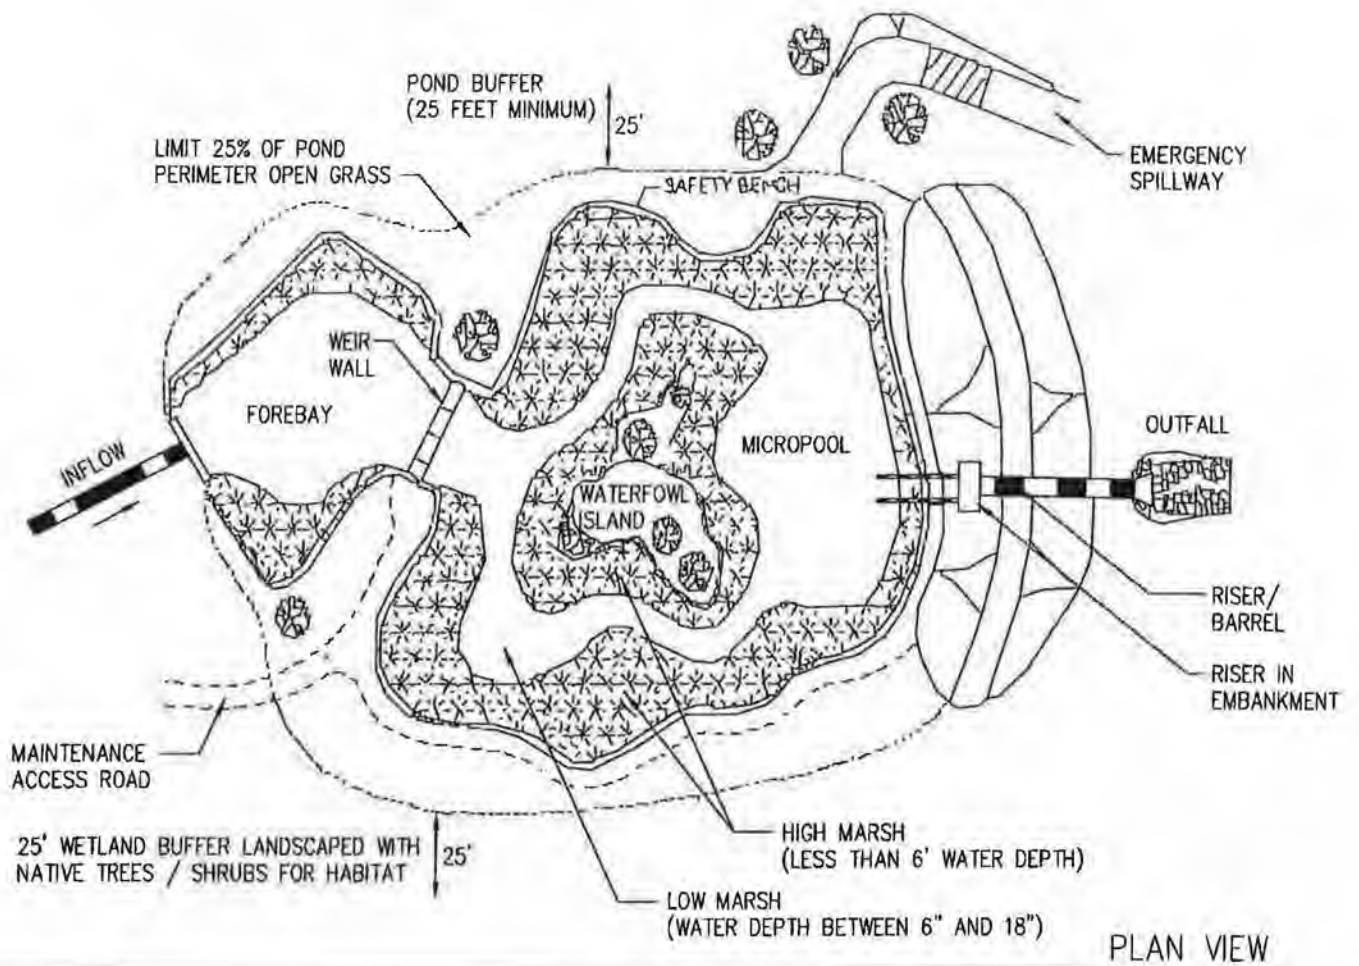 POND BUFFER
(25 FEET MINIMUM)
25'
LIMIT 25% OF POND
PERIMETER OPEN GRASS
SAFETY BENCH
EMERGENCY
SPILLWAY
WEIR
WALL
FOREBAY
INFLOW
MICROPOOL
OUTFALL
WATERFOWL
ISLAND
RISER/
BARREL
RISER IN
EMBANKMENT
MAINTENANCE
ACCESS ROAD
25' WETLAND BUFFER LANDSCAPED WITH
NATIVE TREES / SHRUBS FOR HABITAT
25'
HIGH MARSH
(LESS THAN 6' WATER DEPTH)
LOW MARSH
(WATER DEPTH BETWEEN 6" AND 18")
PLAN VIEW